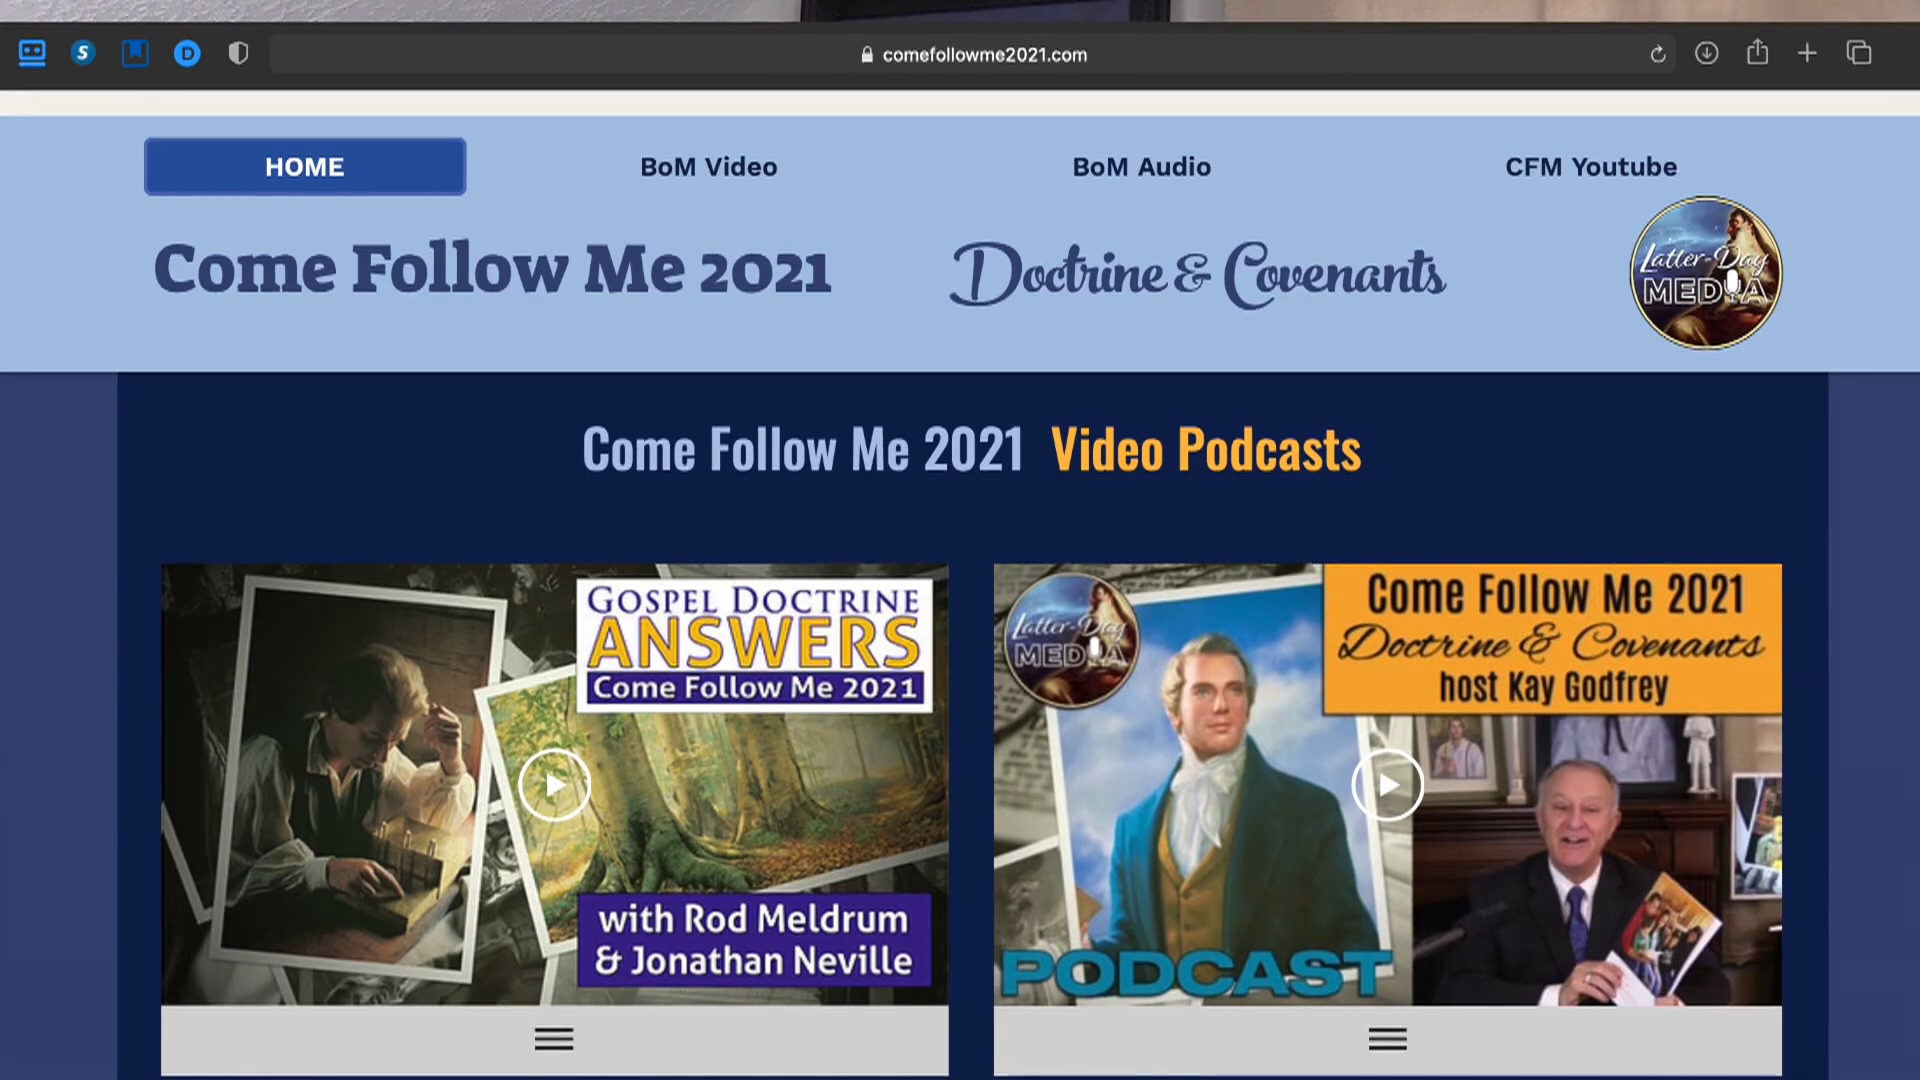 S
D
comefollowme2021.com
HOME
BoM Video
BoM Audio
CFM Youtube
Come Follow Me 2021
Doctrine & Covenants
Latter-Day
MEDIA
Come Follow Me 2021 Video Podcasts
GOSPEL DOCTRINE
ANSWERS
Come Follow Me 2021
with Rod Meldrum
& Jonathan Neville
Latter-Day
MEDIA
Come Follow Me 2021
Doctrine & Covenants
host Kay Godfrey
PODCAST